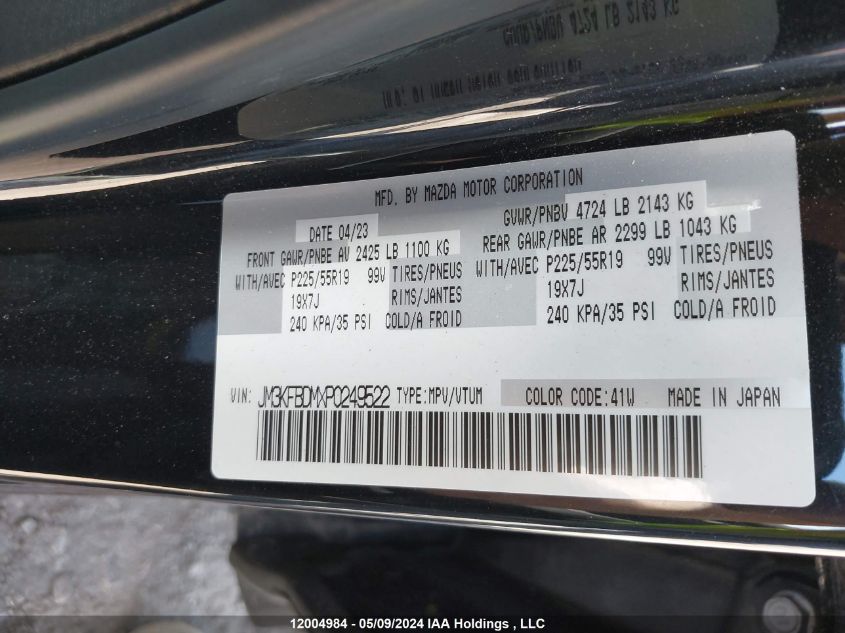 MFD. BY MAZDA MOTOR CORPORATION
DATE 04/23
GVWR/PNBV 4724 LB 2143 KG
FRONT GAWR/PNBE AV 2425 LB 1100 KG
REAR GAWR/PNBE AR 2299 LB 1043 KG
WITH/AVEC P225/55R19 99V TIRES/PNEUS
WITH/AVEC P225/55R19 99V TIRES/PNEUS
19X7J RIMS/JANTES
19X7J RIMS/JANTES
240 KPA/35 PSI COLD/A FROID
240 KPA/35 PSI COLD/A FROID
VIN: JM3KFBDMXP0249522 TYPE:MPV/VTUM COLOR CODE:41W MADE IN JAPAN
12004984 - 05/09/2024 IAA Holdings , LLC